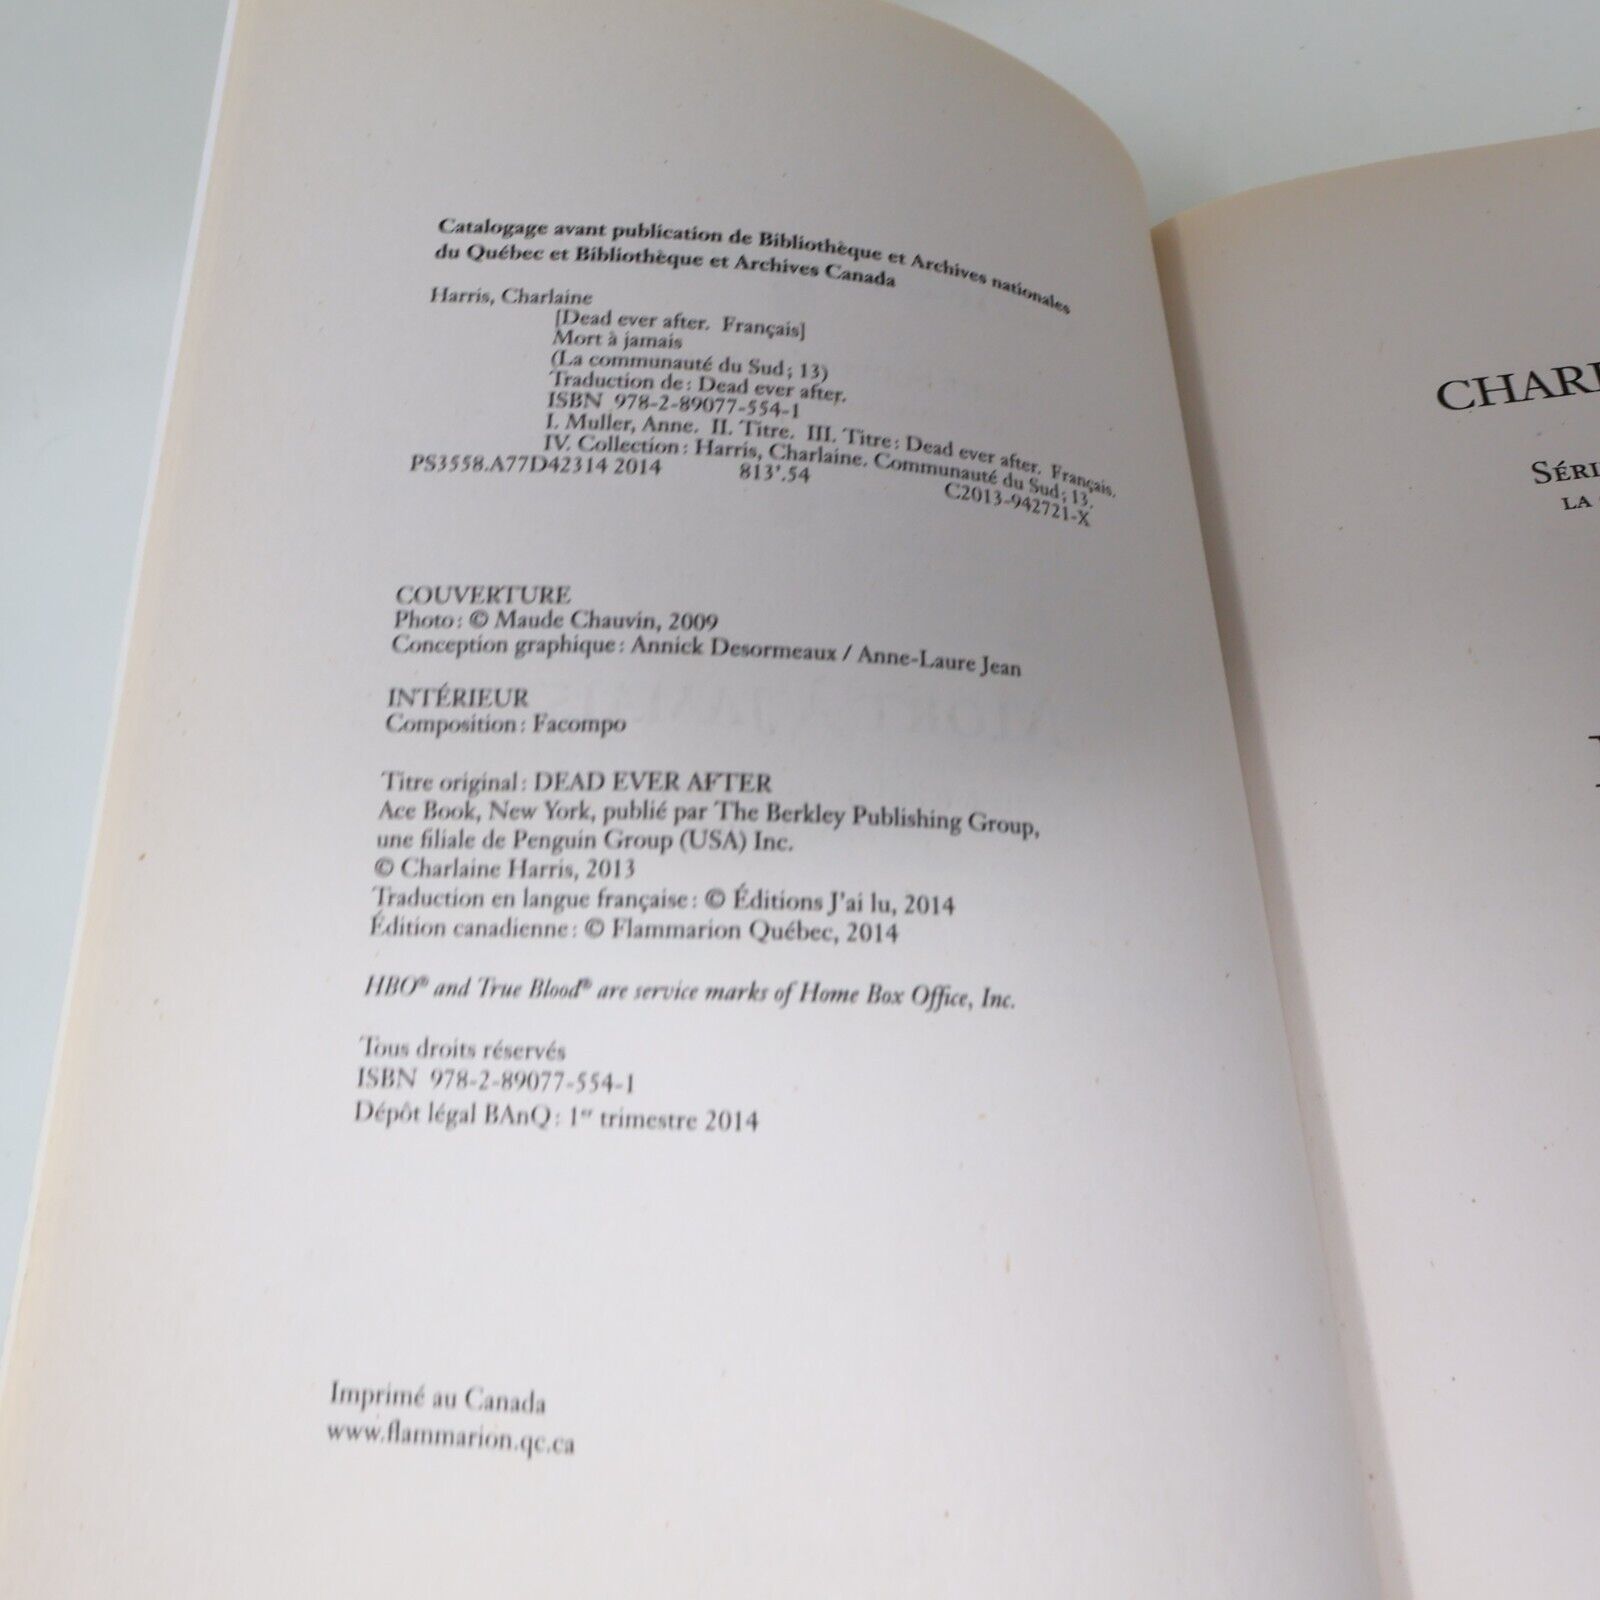 Catalogage avant publication de Bibliothèque et Archives nationales
du Québec et Bibliothèque et Archives Canada
Harris, Charlaine
[Dead ever after. Français]
Mort à jamais
(La communauté du Sud ; 13)
Traduction de : Dead ever after.
ISBN 978-2-89077-554-1
I. Muller, Anne. II. Titre. III. Titre : Dead ever after. Français.
IV. Collection : Harris, Charlaine. Communauté du Sud ; 13.
PS3558.A77D42314 2014 813'.54 C2013-942721-X
COUVERTURE
Photo : © Maude Chauvin, 2009
Conception graphique : Annick Desormeaux / Anne-Laure Jean
INTÉRIEUR
Composition : Facompo
Titre original : DEAD EVER AFTER
Ace Book, New York, publié par The Berkley Publishing Group,
une filiale de Penguin Group (USA) Inc.
© Charlaine Harris, 2013
Traduction en langue française : © Éditions J'ai lu, 2014
Édition canadienne : © Flammarion Québec, 2014
HBO® and True Blood® are service marks of Home Box Office, Inc.
Tous droits réservés
ISBN 978-2-89077-554-1
Dépôt légal BAnQ : 1er trimestre 2014
Imprimé au Canada
www.flammarion.qc.ca
CHARL
SÉRI
LA